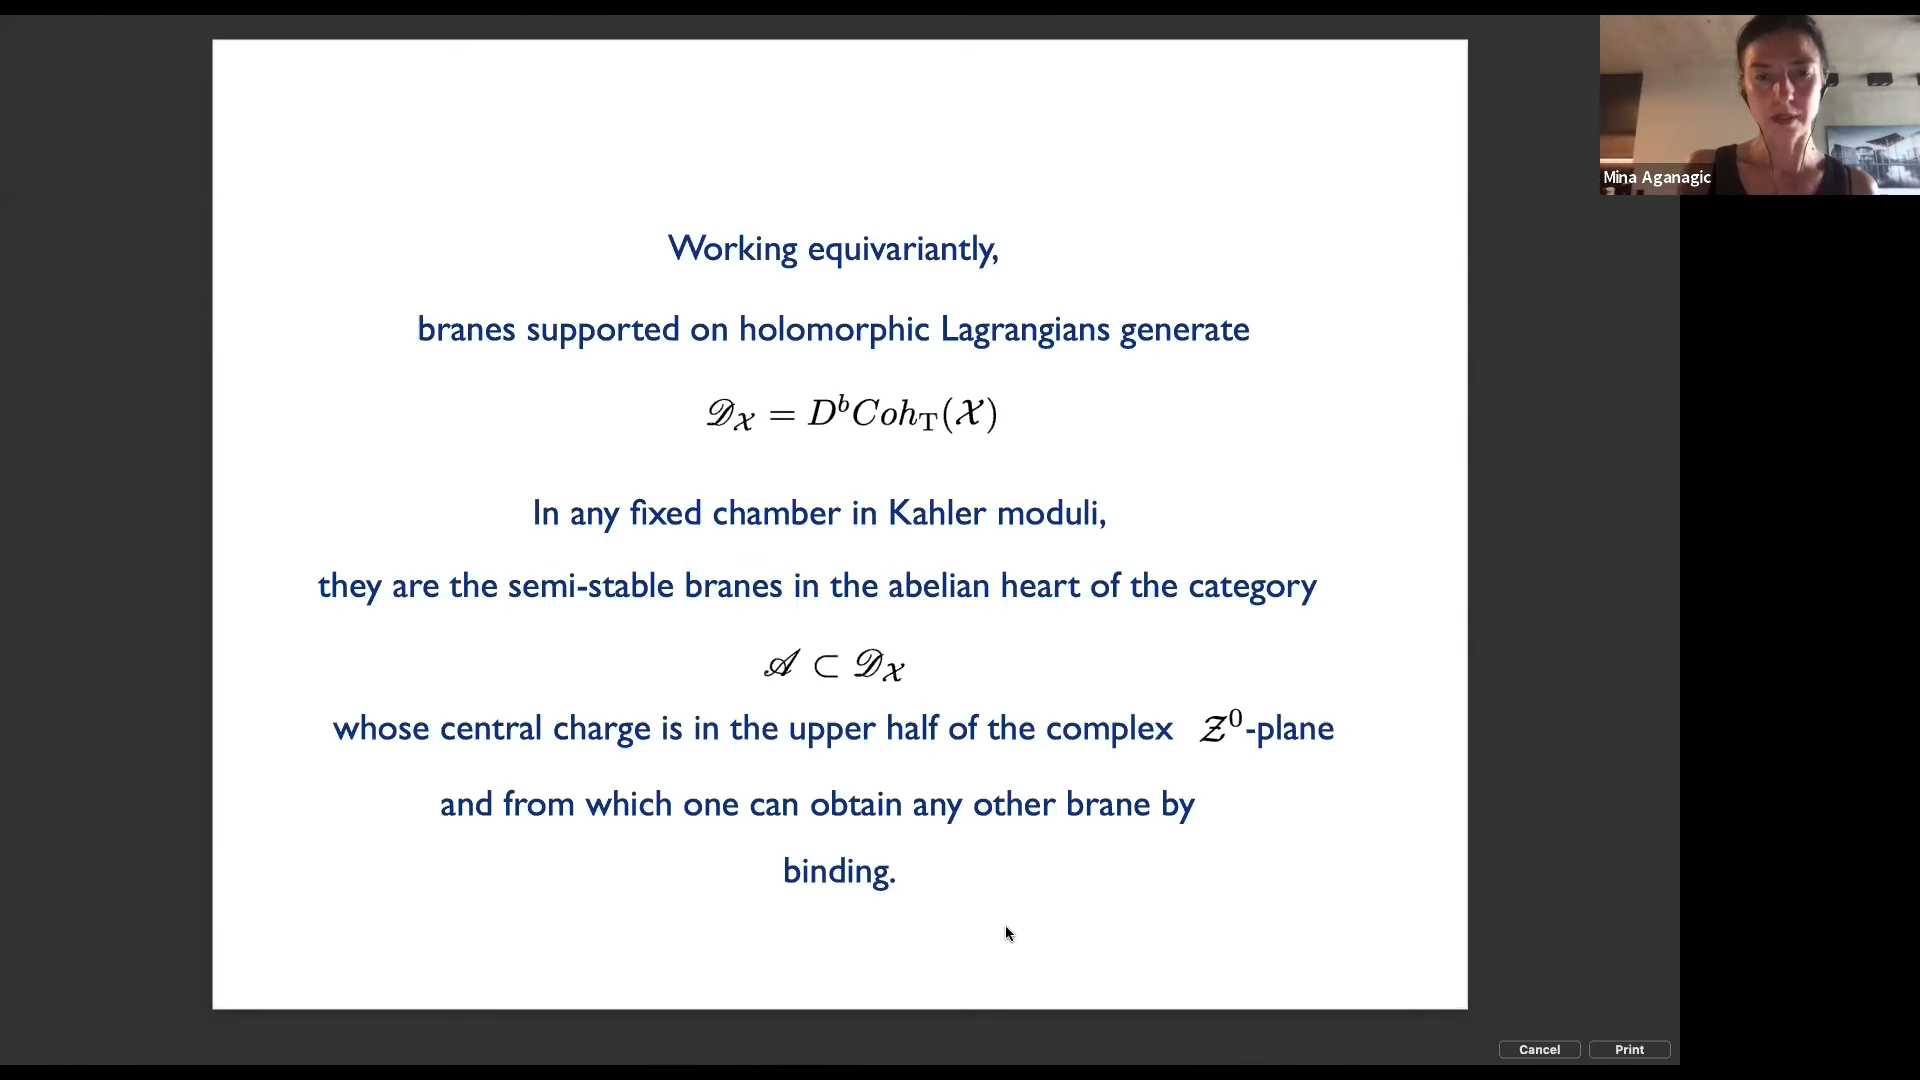 Working equivariantly,
branes supported on holomorphic Lagrangians generate
𝒟_𝒳 = D^b Coh_T(𝒳)
In any fixed chamber in Kahler moduli,
they are the semi-stable branes in the abelian heart of the category
𝒜 ⊂ 𝒟_𝒳
whose central charge is in the upper half of the complex 𝒵^0-plane
and from which one can obtain any other brane by
binding.
Mina Aganagic
Cancel Print